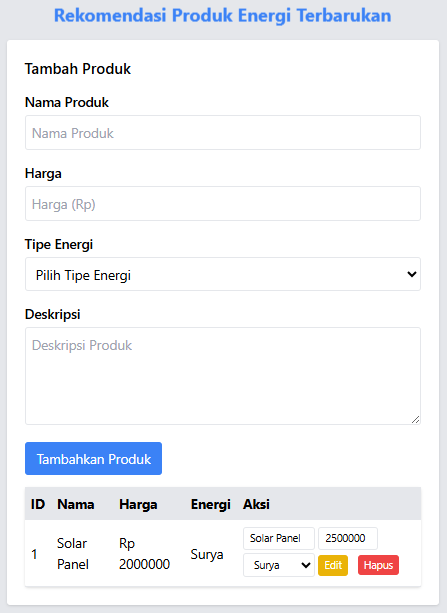 Rekomendasi Produk Energi Terbarukan
Tambah Produk
Nama Produk
Nama Produk
Harga
Harga (Rp)
Tipe Energi
Pilih Tipe Energi
Deskripsi
Deskripsi Produk
Tambahkan Produk
ID Nama Harga Energi Aksi
1 Solar Panel Rp 2000000 Surya Solar Panel 2500000
Surya Edit Hapus